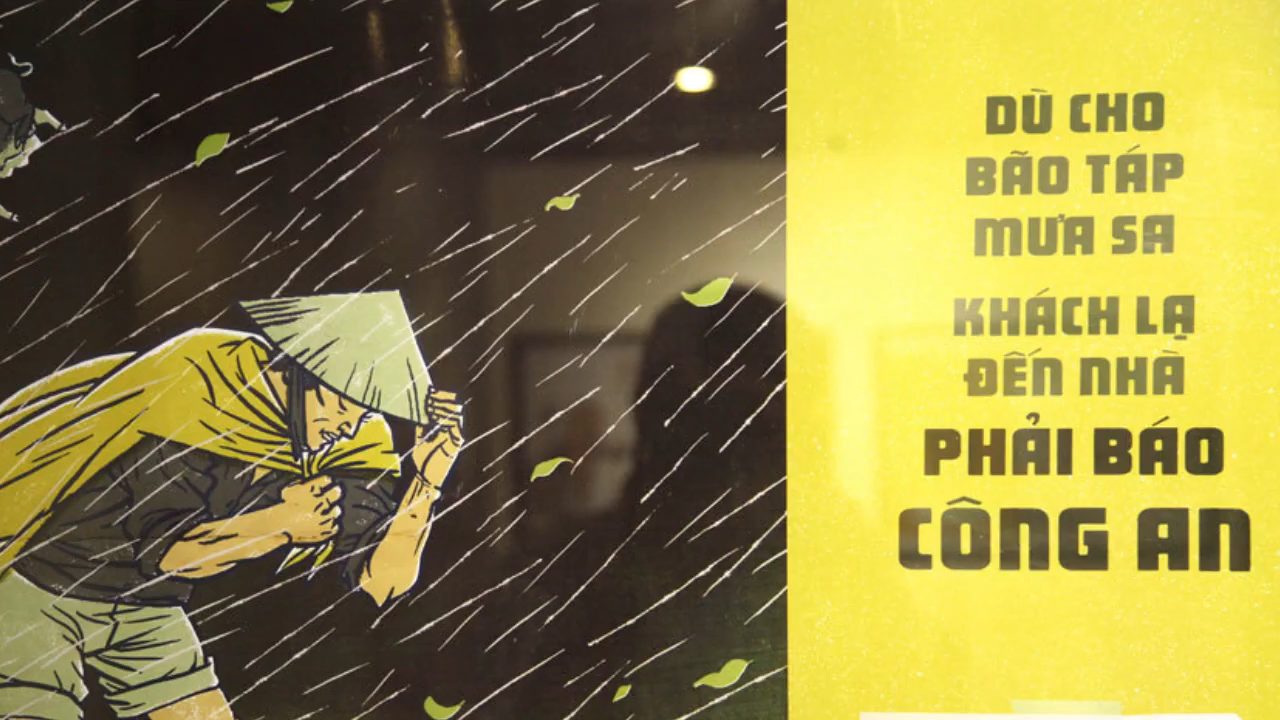 DÙ CHO
BÃO TÁP
MƯA SA
KHÁCH LẠ
ĐẾN NHÀ
PHẢI BÁO
CÔNG AN